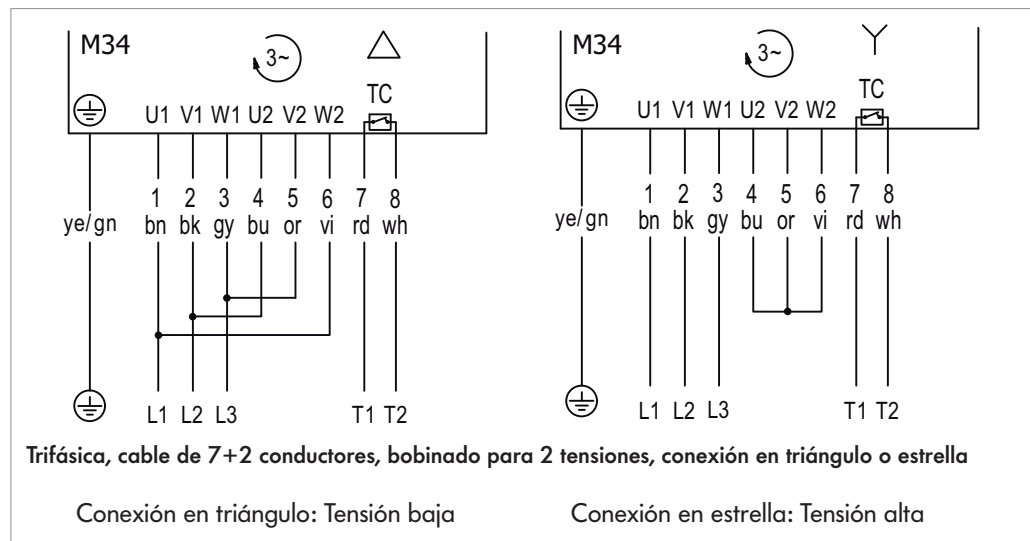 M34 3~
TC
U1 V1 W1 U2 V2 W2
1 2 3 4 5 6 7 8
ye/gn bn bk gy bu or vi rd wh
L1 L2 L3 T1 T2
M34 3~
TC
U1 V1 W1 U2 V2 W2
1 2 3 4 5 6 7 8
ye/gn bn bk gy bu or vi rd wh
L1 L2 L3 T1 T2
Trifásica, cable de 7+2 conductores, bobinado para 2 tensiones, conexión en triángulo o estrella
Conexión en triángulo: Tensión baja
Conexión en estrella: Tensión alta